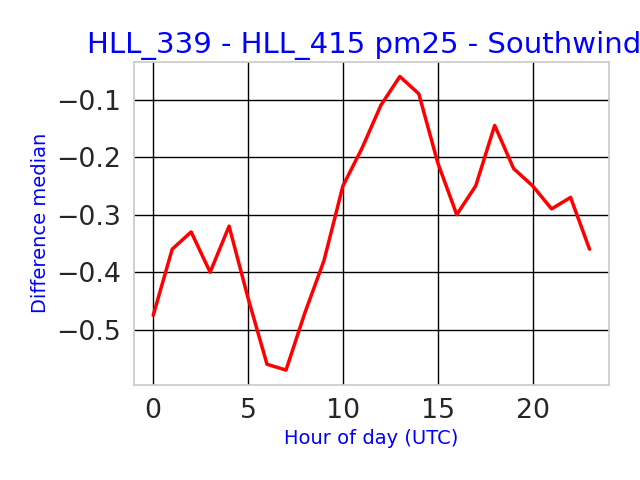 HLL_339 - HLL_415 pm25 - Southwind
Difference median
−0.1
−0.2
−0.3
−0.4
−0.5
0 5 10 15 20
Hour of day (UTC)